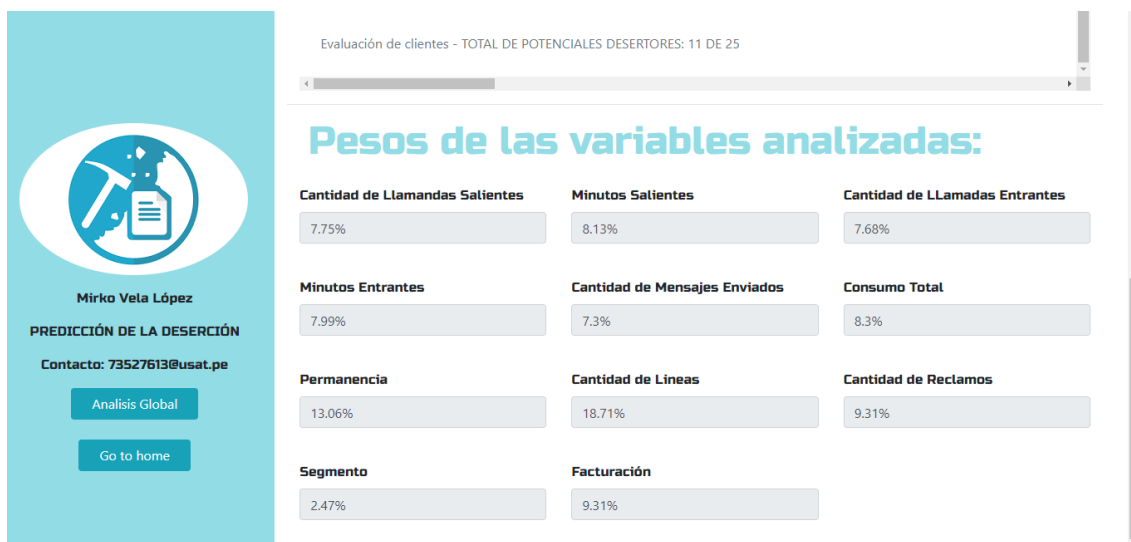 Evaluación de clientes - TOTAL DE POTENCIALES DESERTORES: 11 DE 25
Pesos de las variables analizadas:
Cantidad de Llamandas Salientes
7.75%
Minutos Salientes
8.13%
Cantidad de LLamadas Entrantes
7.68%
Minutos Entrantes
7.99%
Cantidad de Mensajes Enviados
7.3%
Consumo Total
8.3%
Permanencia
13.06%
Cantidad de Lineas
18.71%
Cantidad de Reclamos
9.31%
Segmento
2.47%
Facturación
9.31%
Mirko Vela López
PREDICCIÓN DE LA DESERCIÓN
Contacto: 73527613@usat.pe
Analisis Global
Go to home